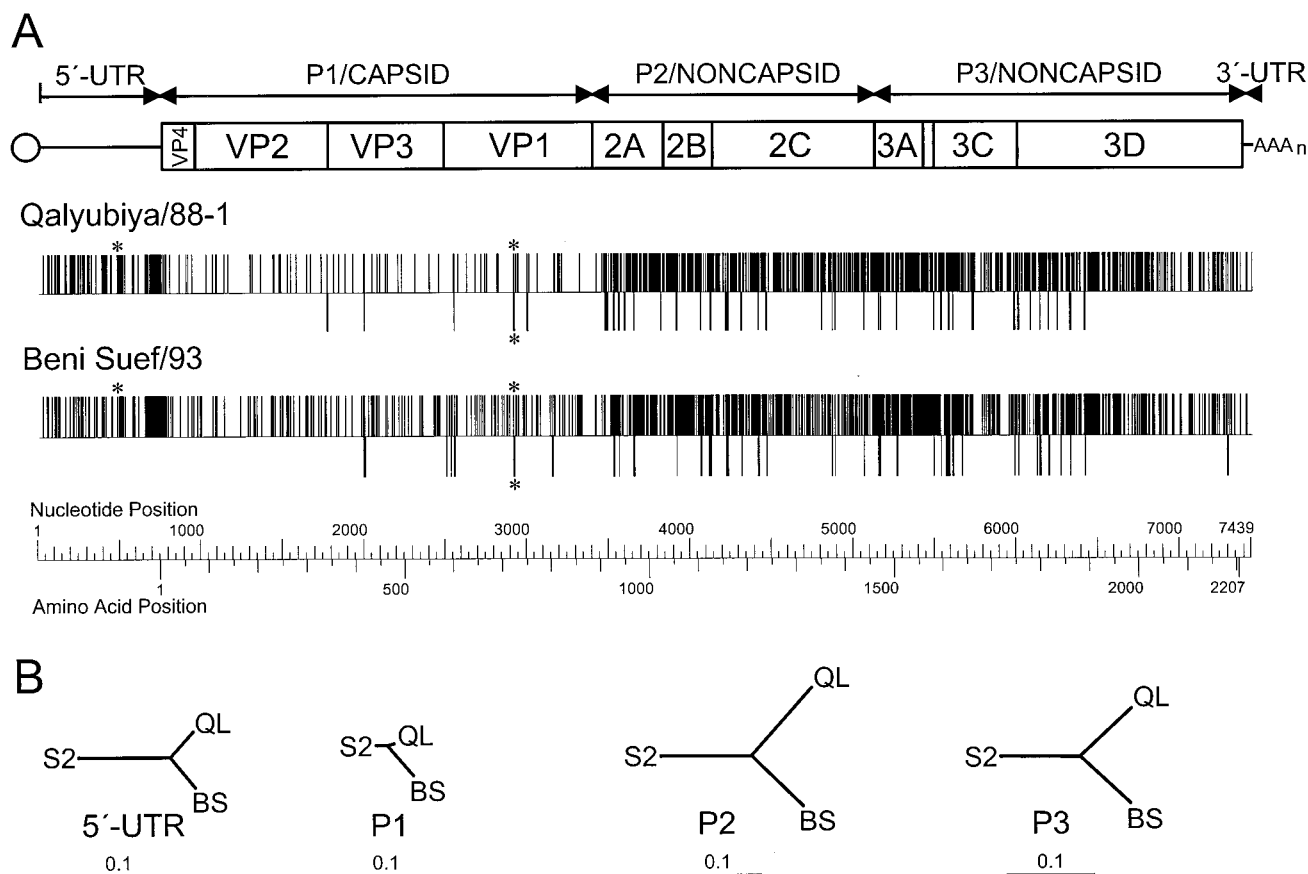 A
5´-UTR P1/CAPSID P2/NONCAPSID P3/NONCAPSID 3´-UTR
VP4 VP2 VP3 VP1 2A 2B 2C 3A 3C 3D AAAn
Qalyubiya/88-1
* *
*
Beni Suef/93
* *
*
Nucleotide Position
1 1000 2000 3000 4000 5000 6000 7000 7439
1 500 1000 1500 2000 2207
Amino Acid Position
B
S2 QL BS
5´-UTR
0.1
S2 QL BS
P1
0.1
S2 QL BS
P2
0.1
S2 QL BS
P3
0.1